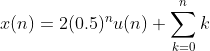 x(n) = 2(0.5)^n u(n) + \sum_{k=0}^{n} k